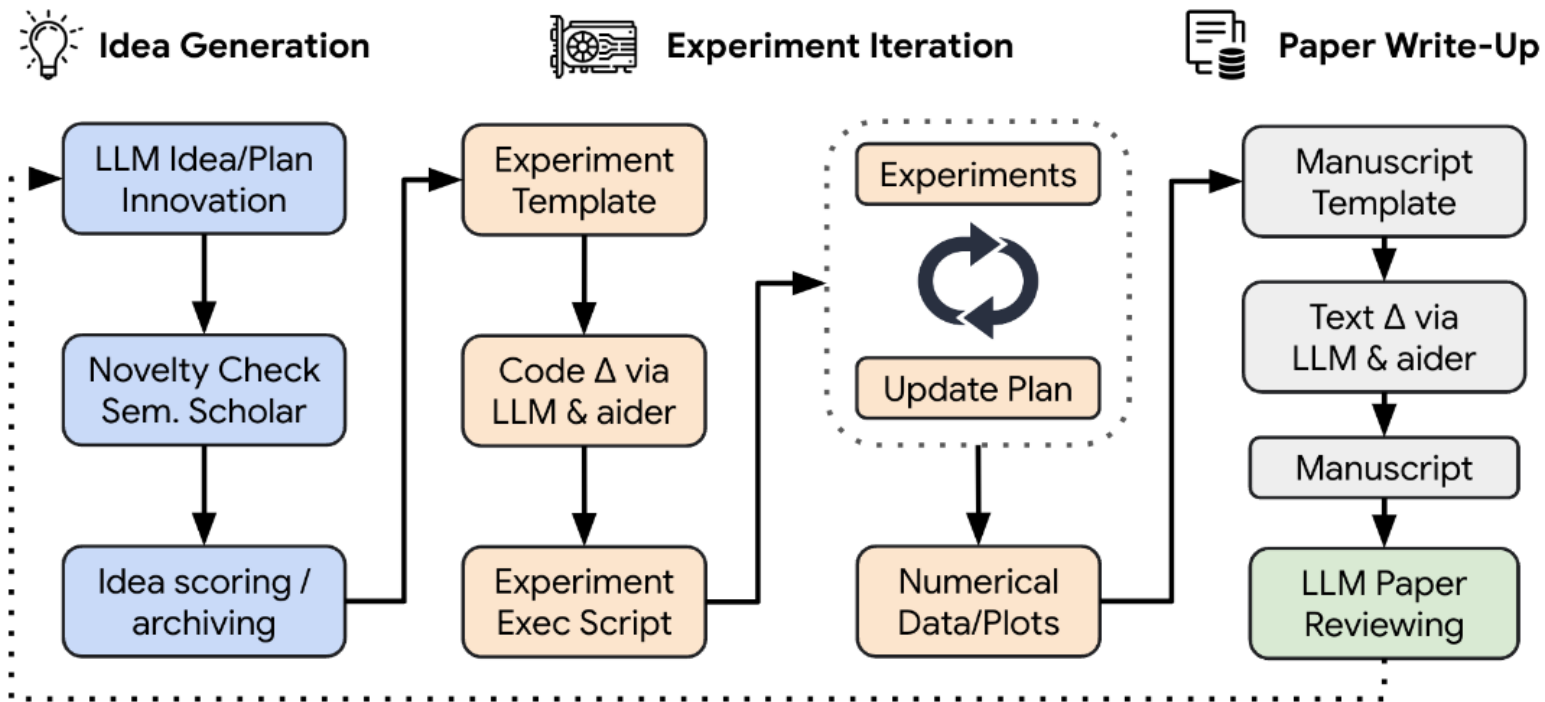 Idea Generation
Experiment Iteration
Paper Write-Up
LLM Idea/Plan
Innovation
Novelty Check
Sem. Scholar
Idea scoring /
archiving
Experiment
Template
Code Δ via
LLM & aider
Experiment
Exec Script
Experiments
Update Plan
Numerical
Data/Plots
Manuscript
Template
Text Δ via
LLM & aider
Manuscript
LLM Paper
Reviewing